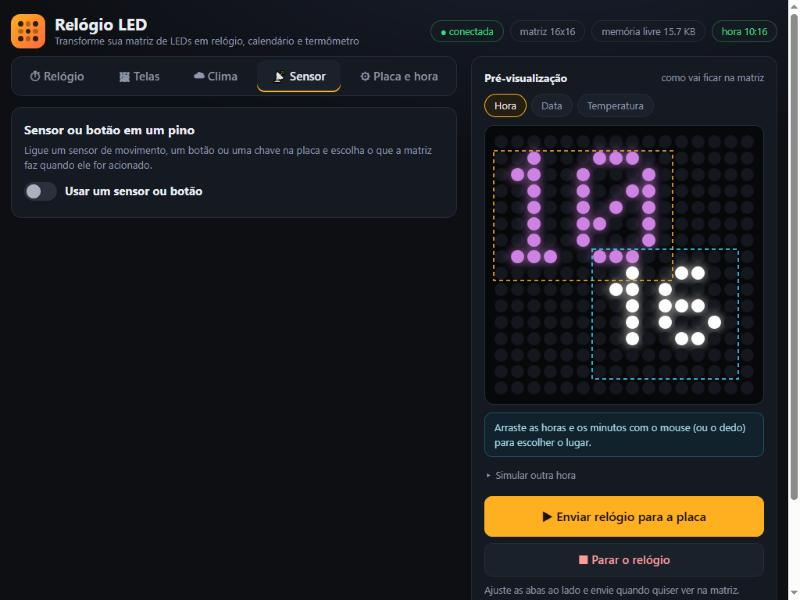 Relógio LED
Transforme sua matriz de LEDs em relógio, calendário e termômetro
conectada
matriz 16x16
memória livre 15.7 KB
hora 10:16
Relógio
Telas
Clima
Sensor
Placa e hora
Sensor ou botão em um pino
Ligue um sensor de movimento, um botão ou uma chave na placa e escolha o que a matriz
faz quando ele for acionado.
Usar um sensor ou botão
Pré-visualização
como vai ficar na matriz
Hora
Data
Temperatura
10
16
Arraste as horas e os minutos com o mouse (ou o dedo)
para escolher o lugar.
Simular outra hora
Enviar relógio para a placa
Parar o relógio
Ajuste as abas ao lado e envie quando quiser ver na matriz.